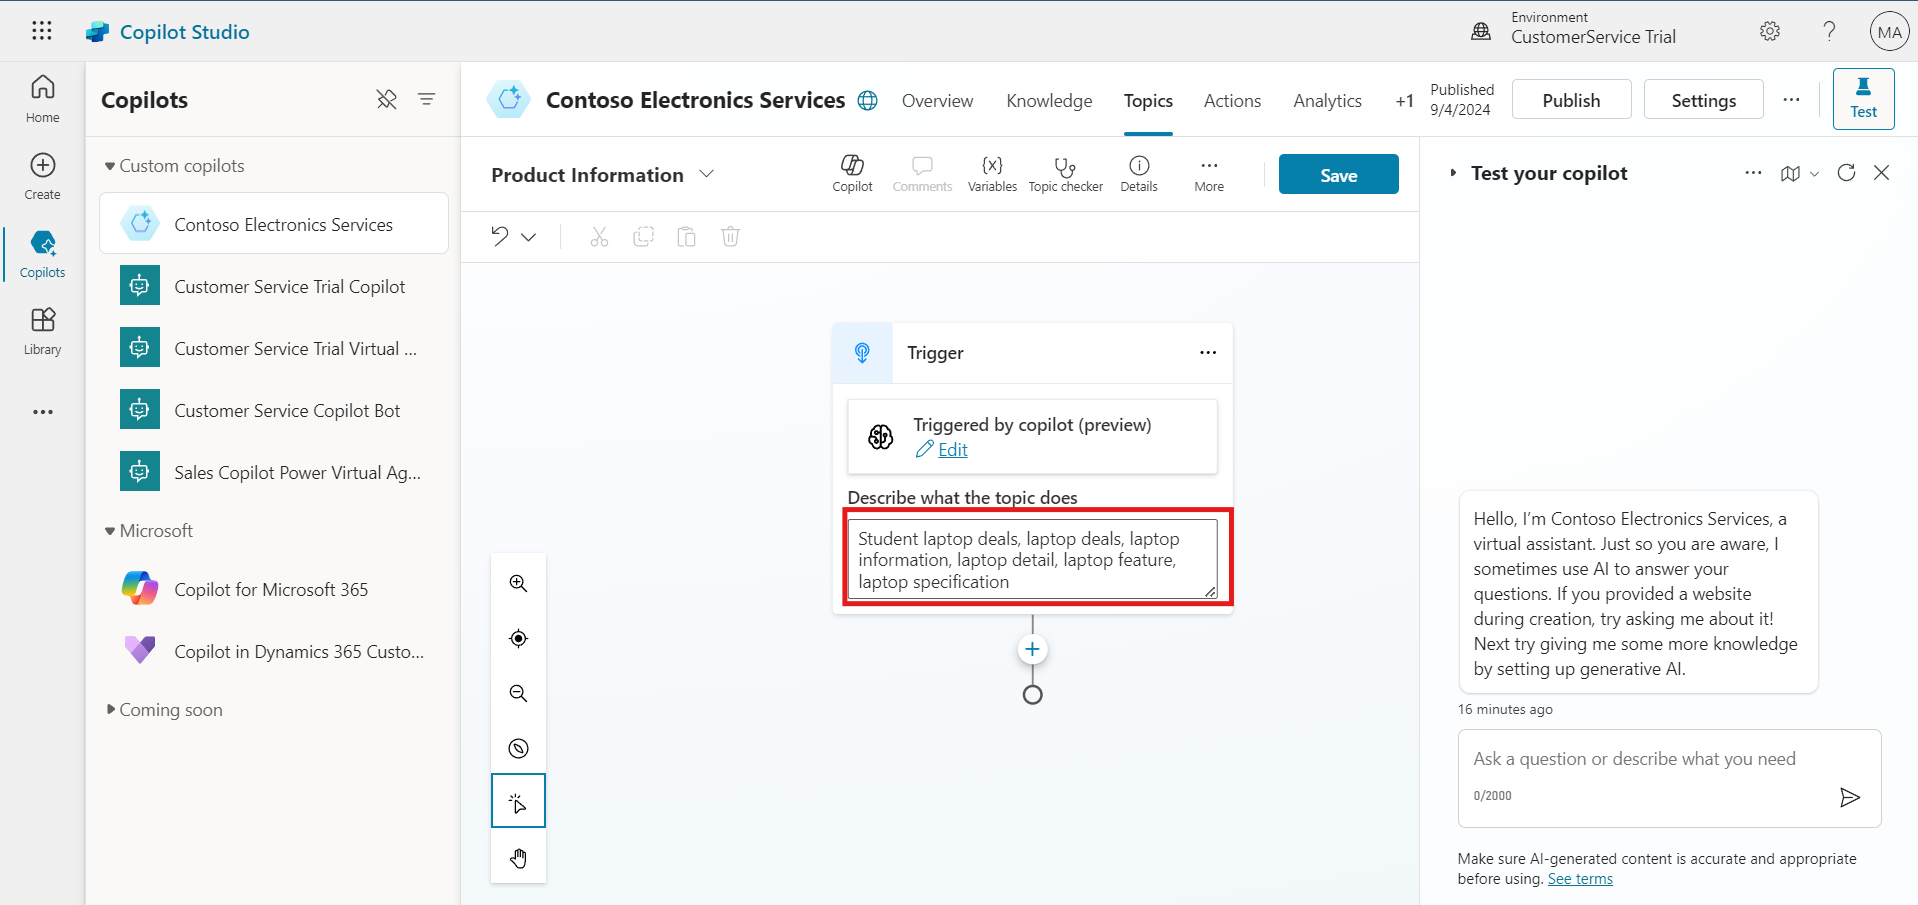 Copilot Studio
Environment
CustomerService Trial
MA
Home
Create
Copilots
Library
Copilots
Custom copilots
Contoso Electronics Services
Customer Service Trial Copilot
Customer Service Trial Virtual ...
Customer Service Copilot Bot
Sales Copilot Power Virtual Ag...
Microsoft
Copilot for Microsoft 365
Copilot in Dynamics 365 Custo...
Coming soon
Contoso Electronics Services
Overview
Knowledge
Topics
Actions
Analytics
+1
Published
9/4/2024
Publish
Settings
Test
Product Information
Copilot
Comments
{x}
Variables
Topic checker
Details
More
Save
Trigger
Triggered by copilot (preview)
Edit
Describe what the topic does
Student laptop deals, laptop deals, laptop
information, laptop detail, laptop feature,
laptop specification
Test your copilot
Hello, I'm Contoso Electronics Services, a
virtual assistant. Just so you are aware, I
sometimes use AI to answer your
questions. If you provided a website
during creation, try asking me about it!
Next try giving me some more knowledge
by setting up generative AI.
16 minutes ago
Ask a question or describe what you need
0/2000
Make sure AI-generated content is accurate and appropriate
before using. See terms